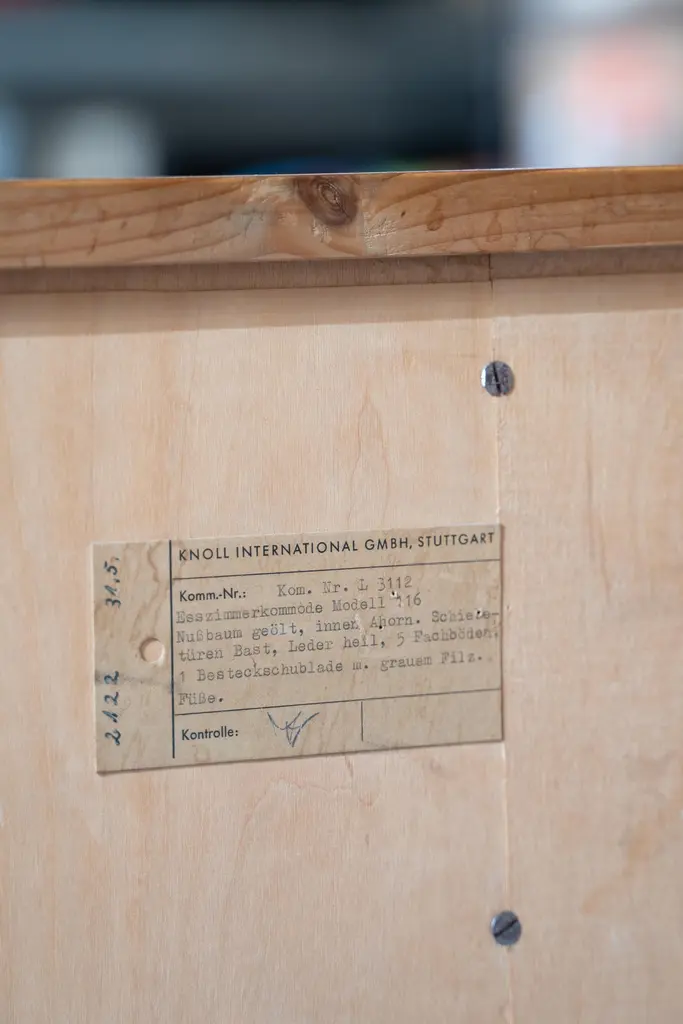 KNOLL INTERNATIONAL GMBH, STUTTGART
Komm.-Nr.: Kom. Nr. L 3112
Esszimmerkommode Modell 116
Nußbaum geölt, innen Ahorn. Schiebe-
türen Bast, Leder hell, 5 Fachböden,
1 Besteckschublade m. grauem Filz.
Füße.
Kontrolle:
2122 31.5.